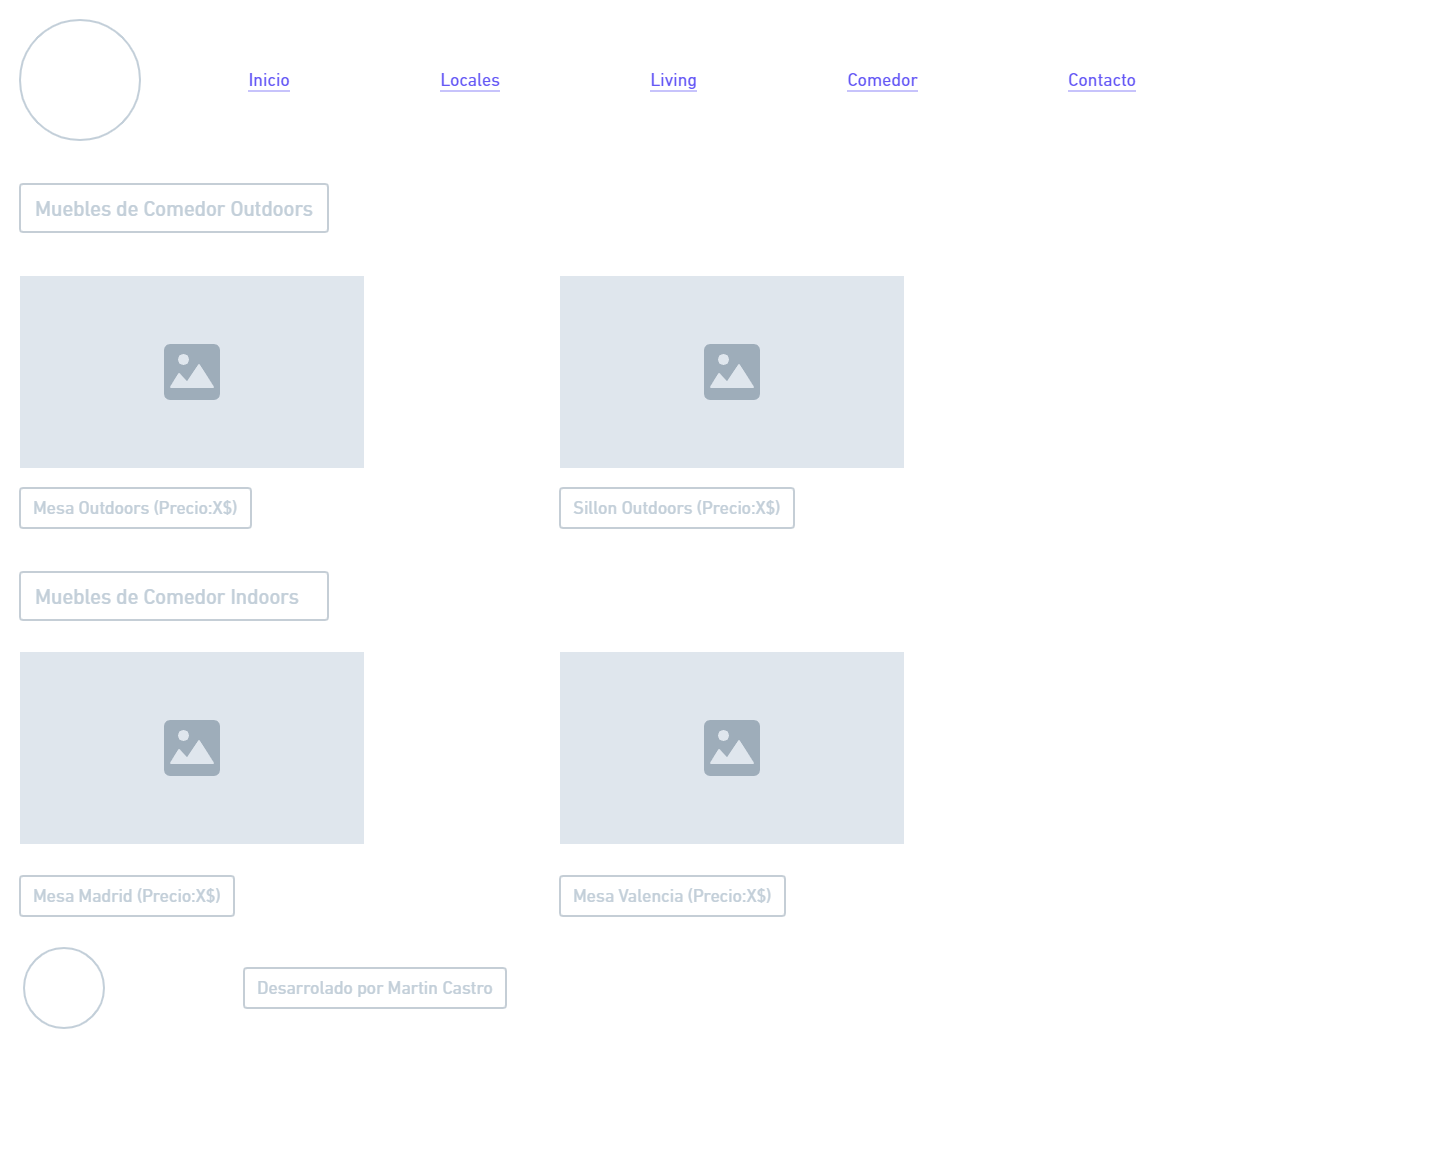 Inicio
Locales
Living
Comedor
Contacto
Muebles de Comedor Outdoors
Mesa Outdoors (Precio:X$)
Sillon Outdoors (Precio:X$)
Muebles de Comedor Indoors
Mesa Madrid (Precio:X$)
Mesa Valencia (Precio:X$)
Desarrolado por Martin Castro